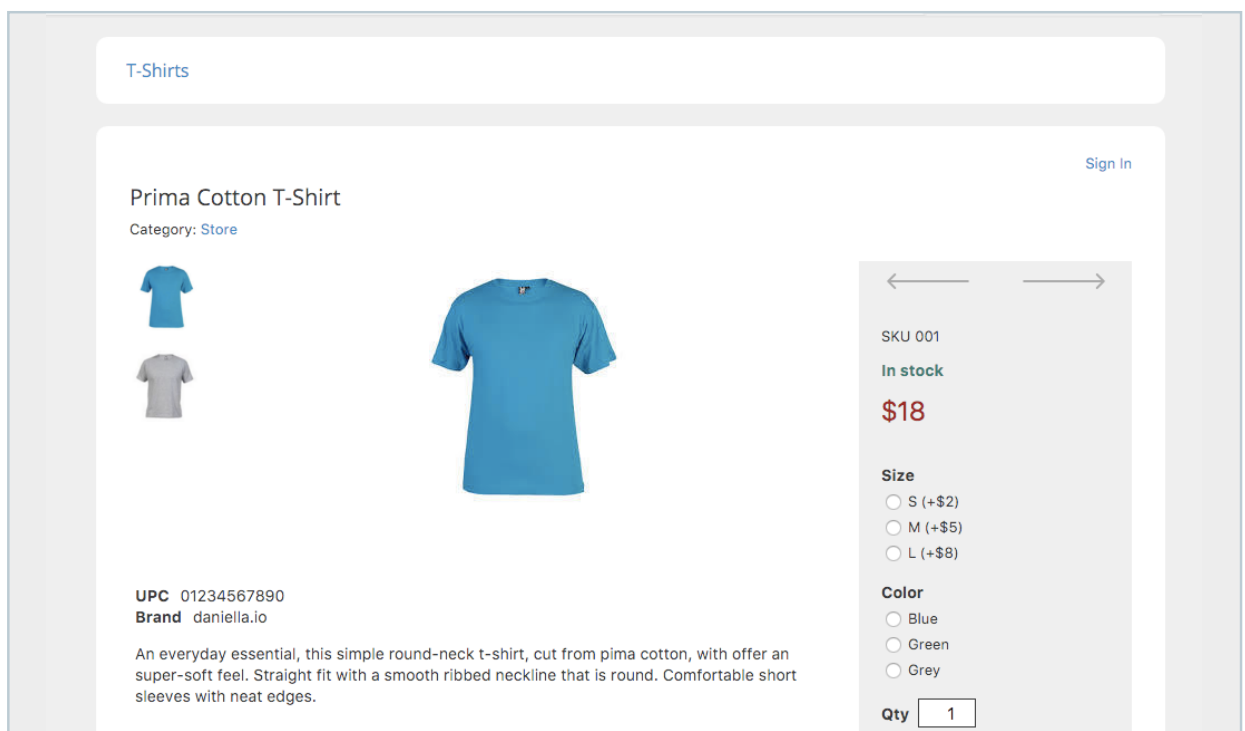 T-Shirts
Sign In
Prima Cotton T-Shirt
Category: Store
SKU 001
In stock
$18
Size
S (+$2)
M (+$5)
L (+$8)
Color
Blue
Green
Grey
Qty 1
UPC 01234567890
Brand daniella.io
An everyday essential, this simple round-neck t-shirt, cut from pima cotton, with offer an
super-soft feel. Straight fit with a smooth ribbed neckline that is round. Comfortable short
sleeves with neat edges.